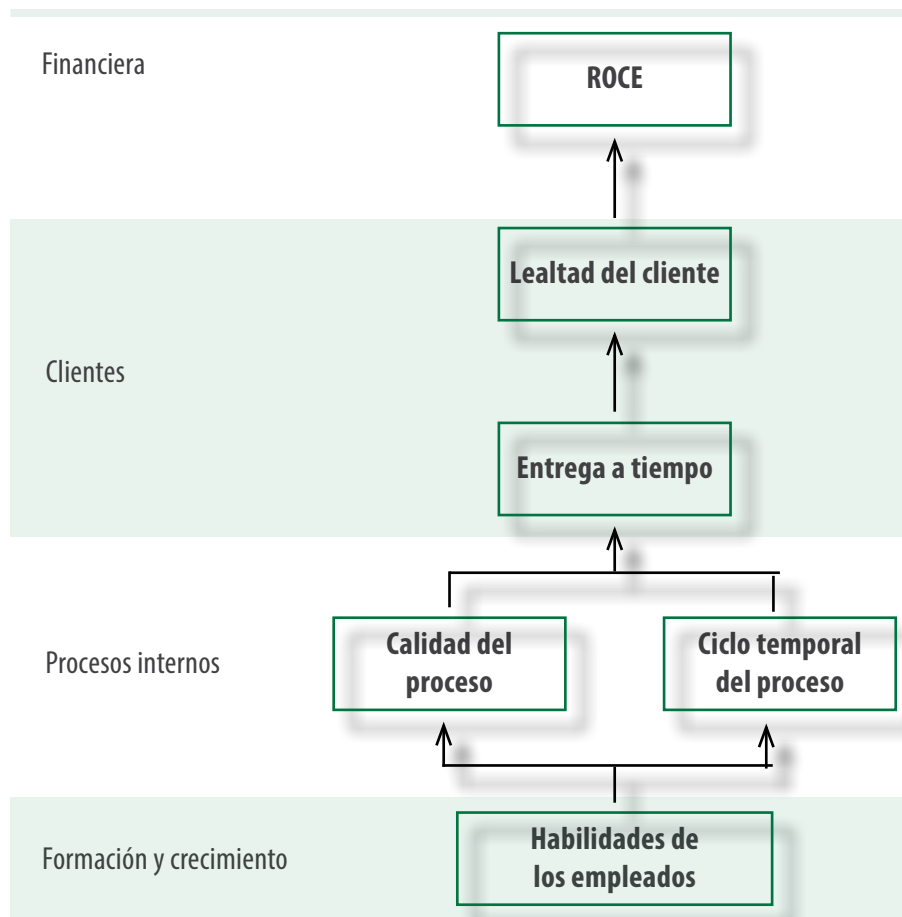 Financiera
ROCE
Lealtad del cliente
Clientes
Entrega a tiempo
Procesos internos
Calidad del
proceso
Ciclo temporal
del proceso
Formación y crecimiento
Habilidades de
los empleados